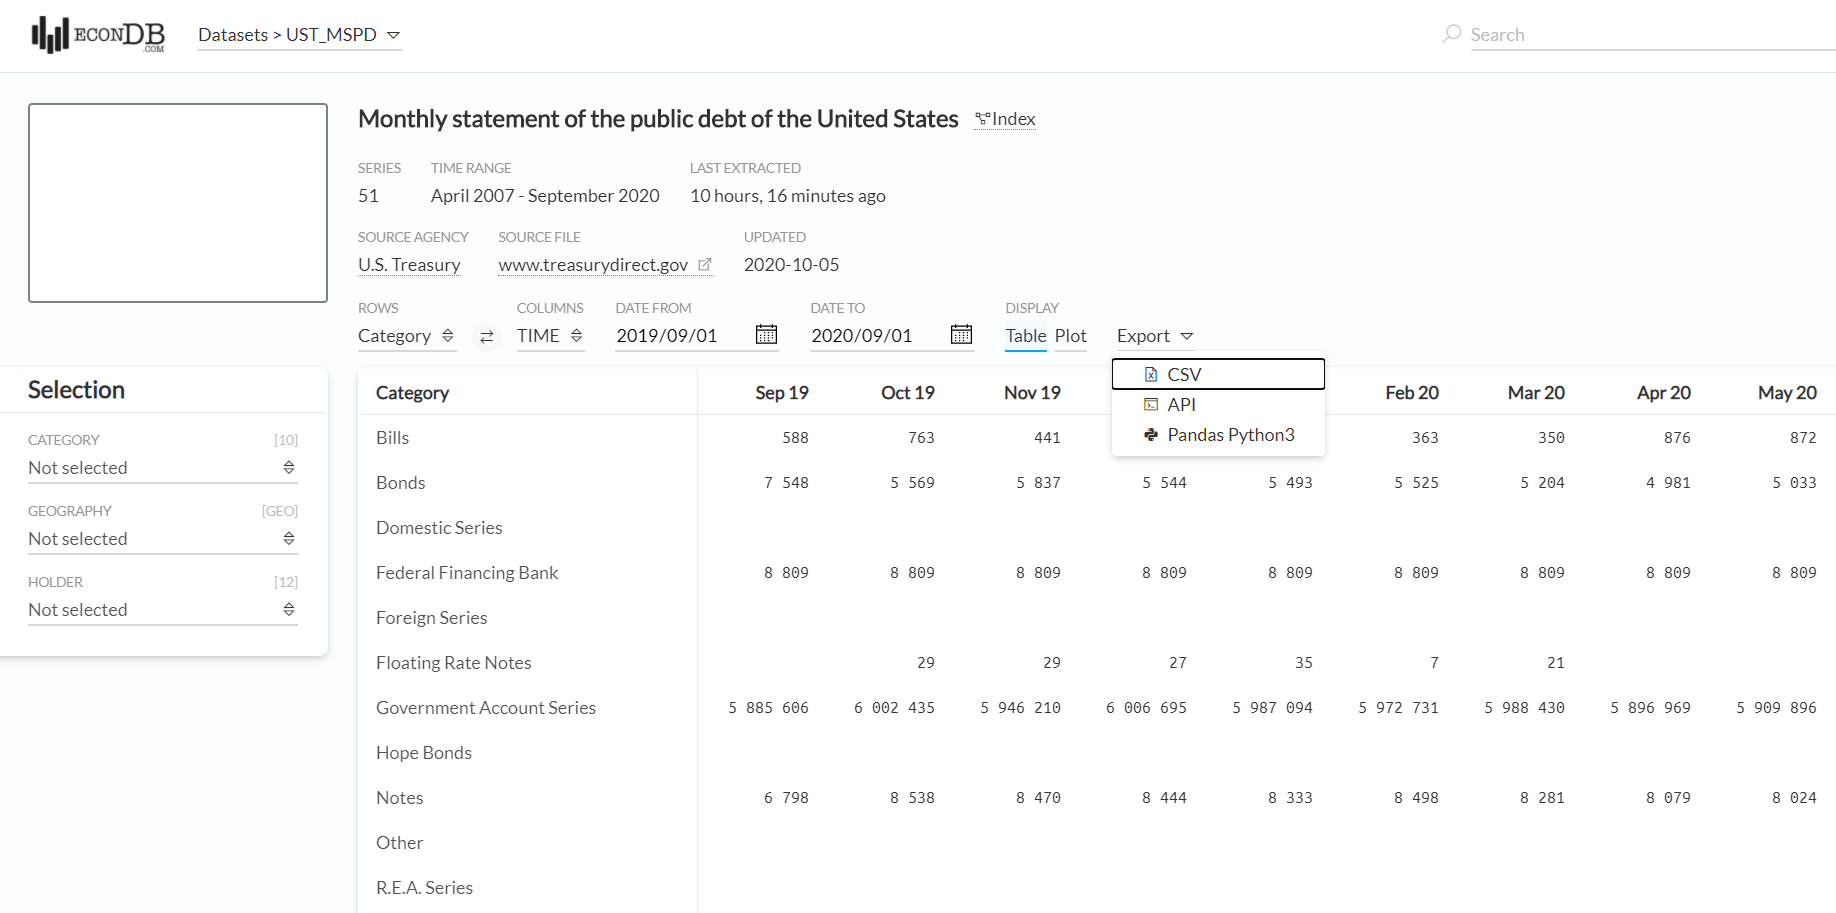 ECONDB
.COM
Datasets > UST_MSPD
Search
Monthly statement of the public debt of the United States Index
SERIES TIME RANGE LAST EXTRACTED
51 April 2007 - September 2020 10 hours, 16 minutes ago
SOURCE AGENCY SOURCE FILE UPDATED
U.S. Treasury www.treasurydirect.gov 2020-10-05
ROWS COLUMNS DATE FROM DATE TO DISPLAY
Category TIME 2019/09/01 2020/09/01 Table Plot Export
CSV
API
Pandas Python3
Selection
CATEGORY [10]
Not selected
GEOGRAPHY [GEO]
Not selected
HOLDER [12]
Not selected
Category Sep 19 Oct 19 Nov 19 Feb 20 Mar 20 Apr 20 May 20
Bills 588 763 441 363 350 876 872
Bonds 7 548 5 569 5 837 5 544 5 493 5 525 5 204 4 981 5 033
Domestic Series
Federal Financing Bank 8 809 8 809 8 809 8 809 8 809 8 809 8 809 8 809 8 809
Foreign Series
Floating Rate Notes 29 29 27 35 7 21
Government Account Series 5 885 606 6 002 435 5 946 210 6 006 695 5 987 094 5 972 731 5 988 430 5 896 969 5 909 896
Hope Bonds
Notes 6 798 8 538 8 470 8 444 8 333 8 498 8 281 8 079 8 024
Other
R.E.A. Series